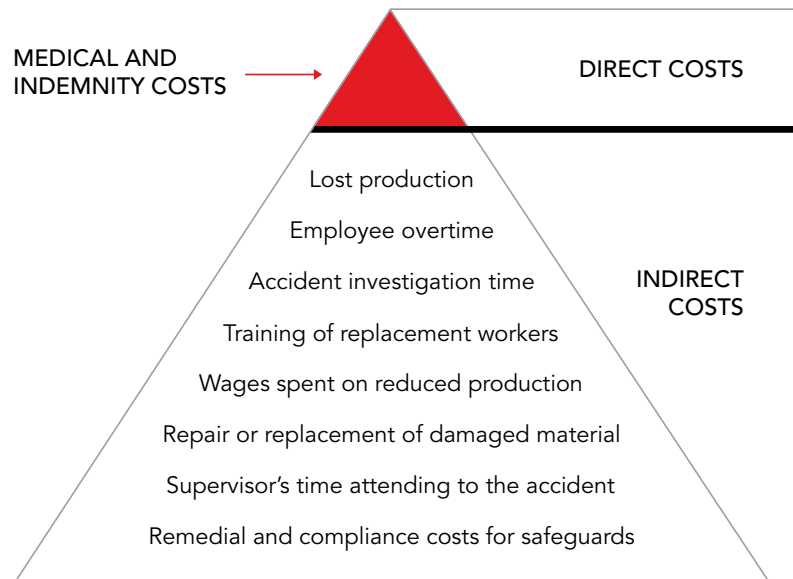 MEDICAL AND
INDEMNITY COSTS
DIRECT COSTS
Lost production
Employee overtime
Accident investigation time
INDIRECT
COSTS
Training of replacement workers
Wages spent on reduced production
Repair or replacement of damaged material
Supervisor’s time attending to the accident
Remedial and compliance costs for safeguards